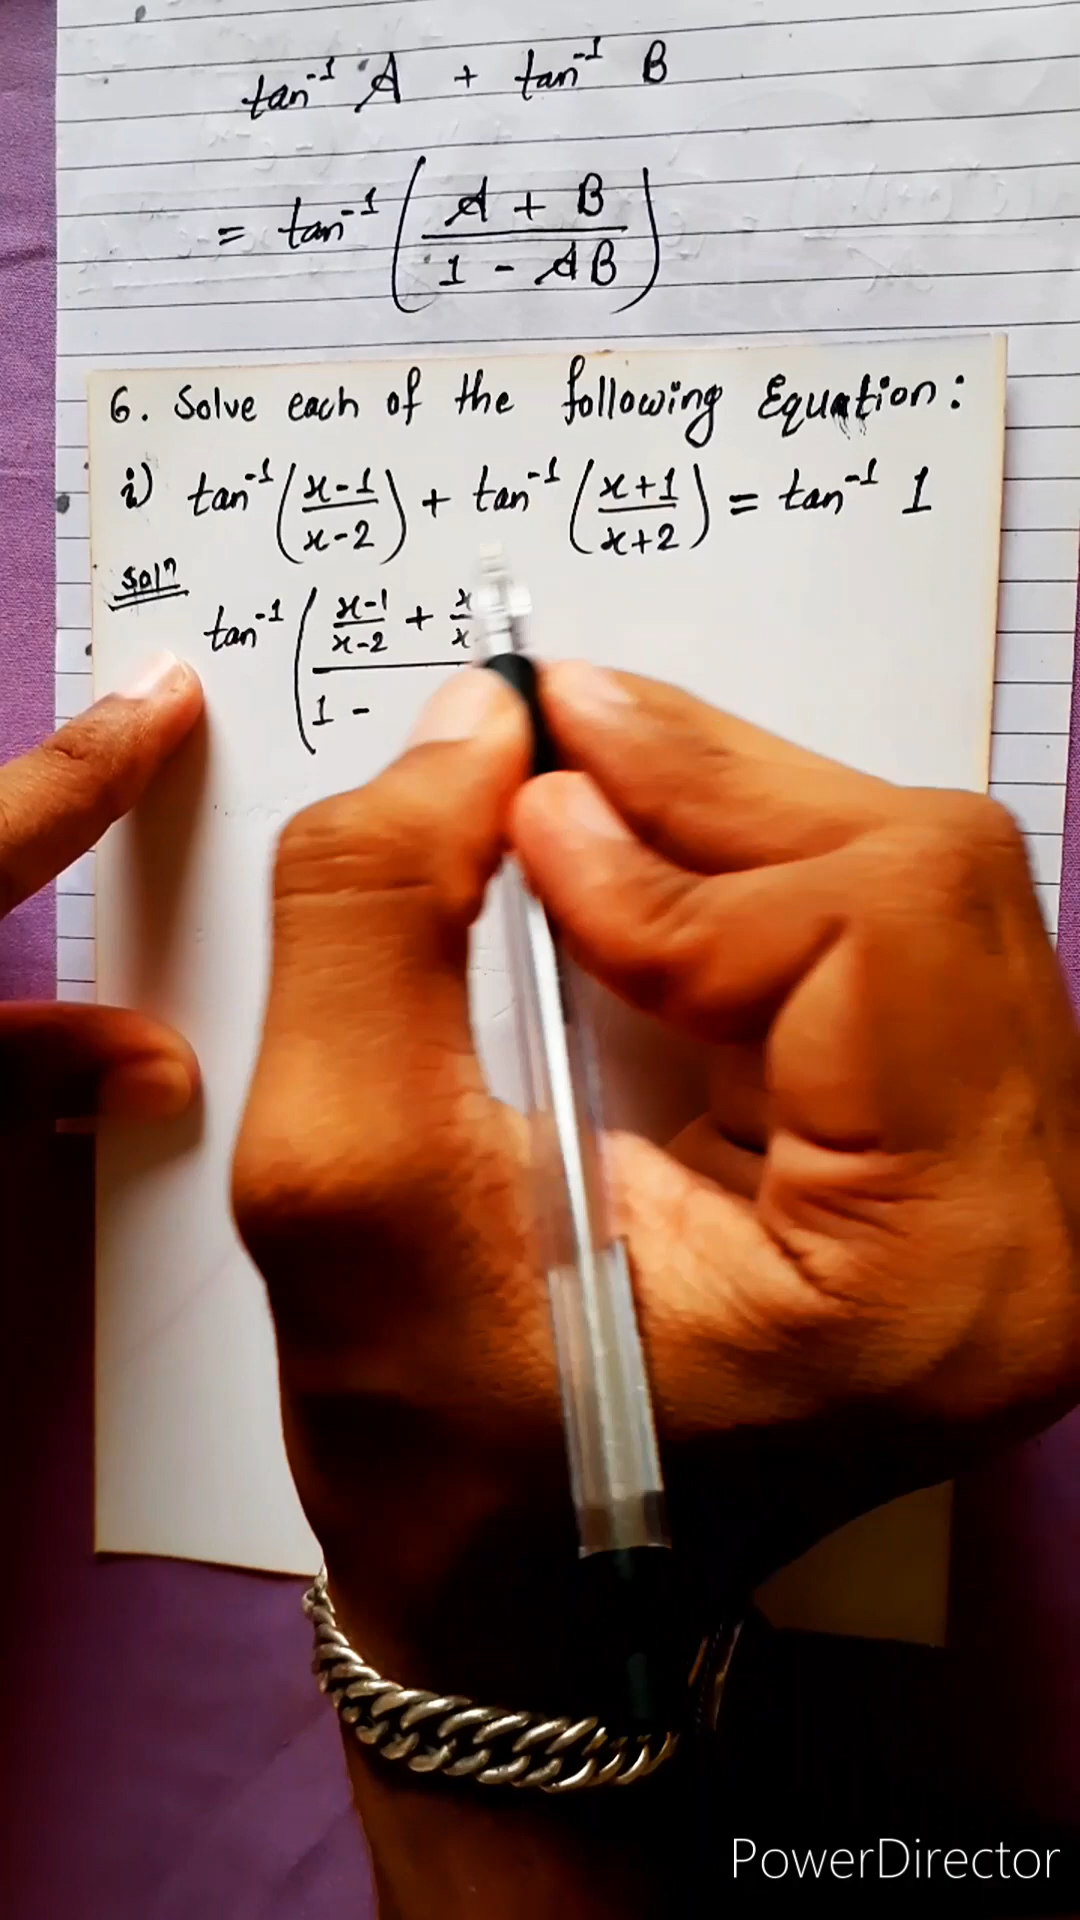 tan⁻¹ A + tan⁻¹ B
= tan⁻¹ ( (A + B) / (1 - AB) )
6. Solve each of the following Equation:
i) tan⁻¹ ( (x-1) / (x-2) ) + tan⁻¹ ( (x+1) / (x+2) ) = tan⁻¹ 1
Solⁿ
tan⁻¹ ( ( (x-1) / (x-2) + x / x ) / ( 1 -
PowerDirector